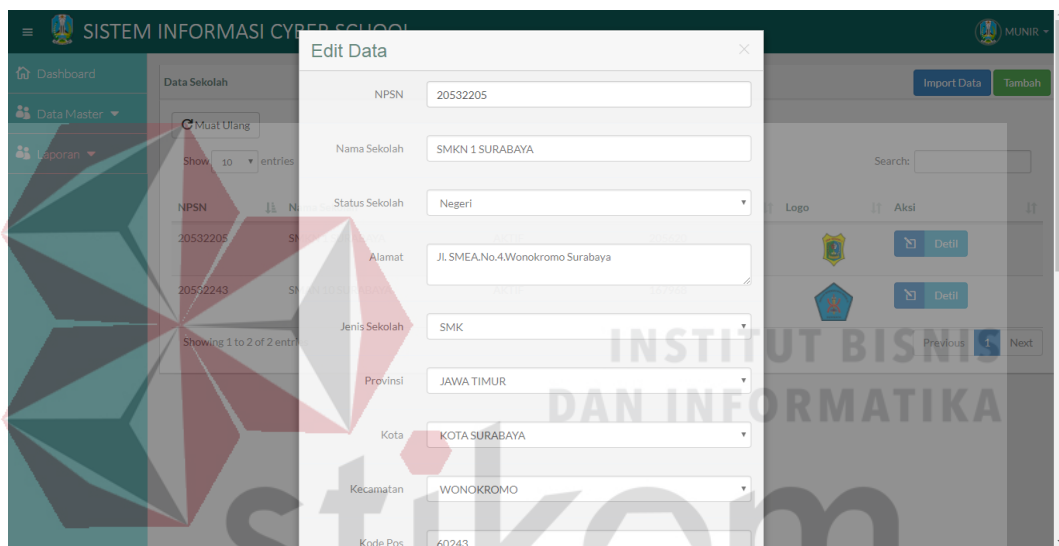 SISTEM INFORMASI CYBER SCHOOL
MUNIR
Dashboard
Data Master
Laporan
Data Sekolah
Import Data
Tambah
Muat Ulang
Show 10 entries
Search:
NPSN
Logo
Aksi
20532205
Detil
20532243
Detil
Showing 1 to 2 of 2
Previous 1 Next
Edit Data
NPSN 20532205
Nama Sekolah SMKN 1 SURABAYA
Status Sekolah Negeri
Alamat Jl. SMEA.No.4.Wonokromo Surabaya
Jenis Sekolah SMK
Provinsi JAWA TIMUR
Kota KOTA SURABAYA
Kecamatan WONOKROMO
Kode Pos 60243
INSTITUT BISNIS
DAN INFORMATIKA
stikom